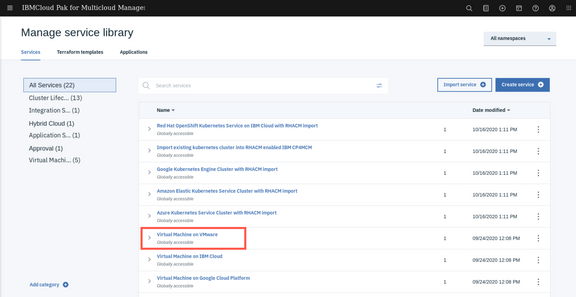 IBMCloud Pak for Multicloud Manage:
Manage service library
All namespaces
Services
Terraform templates
Applications
All Services (22)
Cluster Lifec... (13)
Integration S... (1)
Hybrid Cloud (1)
Application S... (1)
Approval (1)
Virtual Machi... (5)
Add category
Search services
Import service
Create service
Name
Date modified
Red Hat OpenShift Kubernetes Service on IBM Cloud with RHACM import
Globally accessible
1
10/16/2020 1:11 PM
Import existing kubernetes cluster into RHACM enabled IBM CP4MCM
Globally accessible
1
10/16/2020 1:11 PM
Google Kubernetes Engine Cluster with RHACM import
Globally accessible
1
10/16/2020 1:11 PM
Amazon Elastic Kubernetes Service Cluster with RHACM import
Globally accessible
1
10/16/2020 1:11 PM
Azure Kubernetes Service Cluster with RHACM import
Globally accessible
1
10/16/2020 1:11 PM
Virtual Machine on VMware
Globally accessible
1
09/24/2020 12:08 PM
Virtual Machine on IBM Cloud
Globally accessible
1
09/24/2020 12:08 PM
Virtual Machine on Google Cloud Platform
Globally accessible
1
09/24/2020 12:08 PM